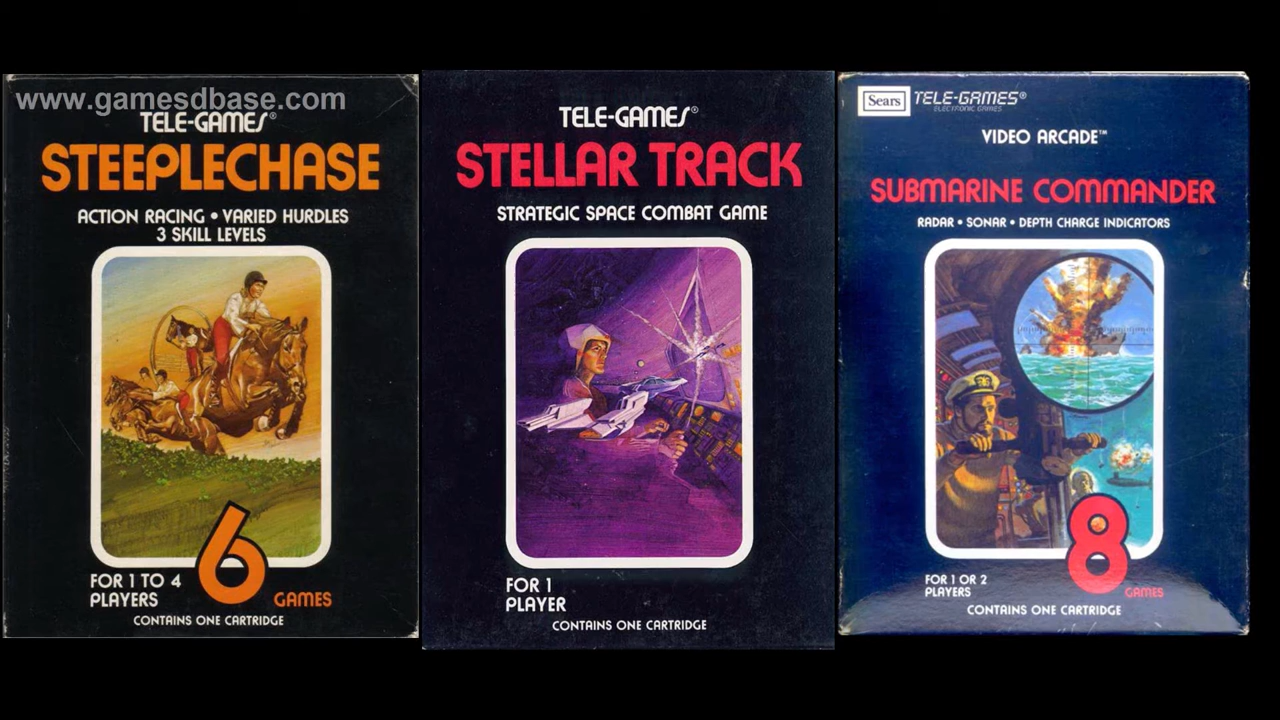 www.gamesdbase.com
TELE-GAMES®
STEEPLECHASE
ACTION RACING • VARIED HURDLES
3 SKILL LEVELS
6
FOR 1 TO 4
PLAYERS
GAMES
CONTAINS ONE CARTRIDGE
TELE-GAMES®
STELLAR TRACK
STRATEGIC SPACE COMBAT GAME
FOR 1
PLAYER
CONTAINS ONE CARTRIDGE
Sears TELE-GAMES®
ELECTRONIC GAMES
VIDEO ARCADE™
SUBMARINE COMMANDER
RADAR • SONAR • DEPTH CHARGE INDICATORS
8
FOR 1 OR 2
PLAYERS
GAMES
CONTAINS ONE CARTRIDGE